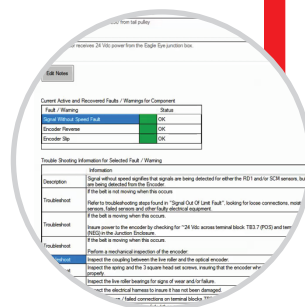 from tail pulley
receives 24 Vdc power from the Eagle Eye junction box.
Edit Notes
Current Active and Recovered Faults / Warnings for Component
Fault / Warning Status
Signal Without Speed Fault OK
Encoder Reverse OK
Encoder Slip OK
Trouble Shooting Information for Selected Fault / Warning
Information
Description Signal without speed signifies that signals are being detected for either the RD1 and/or SCM sensors, bu
are being detected from the Encoder.
Troubleshoot If the belt is not moving when this occurs
Refer to troubleshooting steps found in "Signal Out Of Limit Fault", looking for loose connections, moist
sensors, failed sensors and other faulty electrical equipment.
Troubleshoot If the belt is moving when this occurs.
Insure power to the encoder by checking for ~24 Vdc across terminal block TB3.7 (POS) and term
(NEG) in the Junction Enclosure.
Troubleshoot If the belt is moving when this occurs.
Perform a mechanical inspection of the encoder:
Inspect the coupling between the live roller and the optical encoder.
Inspect the spring and the 3 square head set screws, insuring that the encoder
properly.
Inspect the live roller bearings for signs of wear and/or failure.
Inspect the electrical harness to insure it has not been damaged.
/ failed connections on terminal blocks